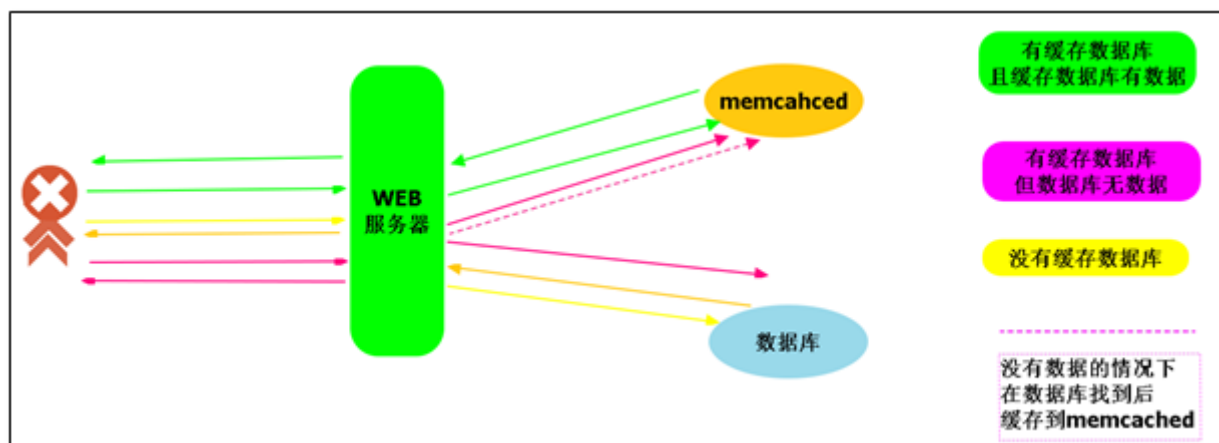 有缓存数据库
且缓存数据库有数据
memcahced
有缓存数据库
但数据库无数据
WEB
服务器
没有缓存数据库
数据库
没有数据的情况下
在数据库找到后
缓存到memcached